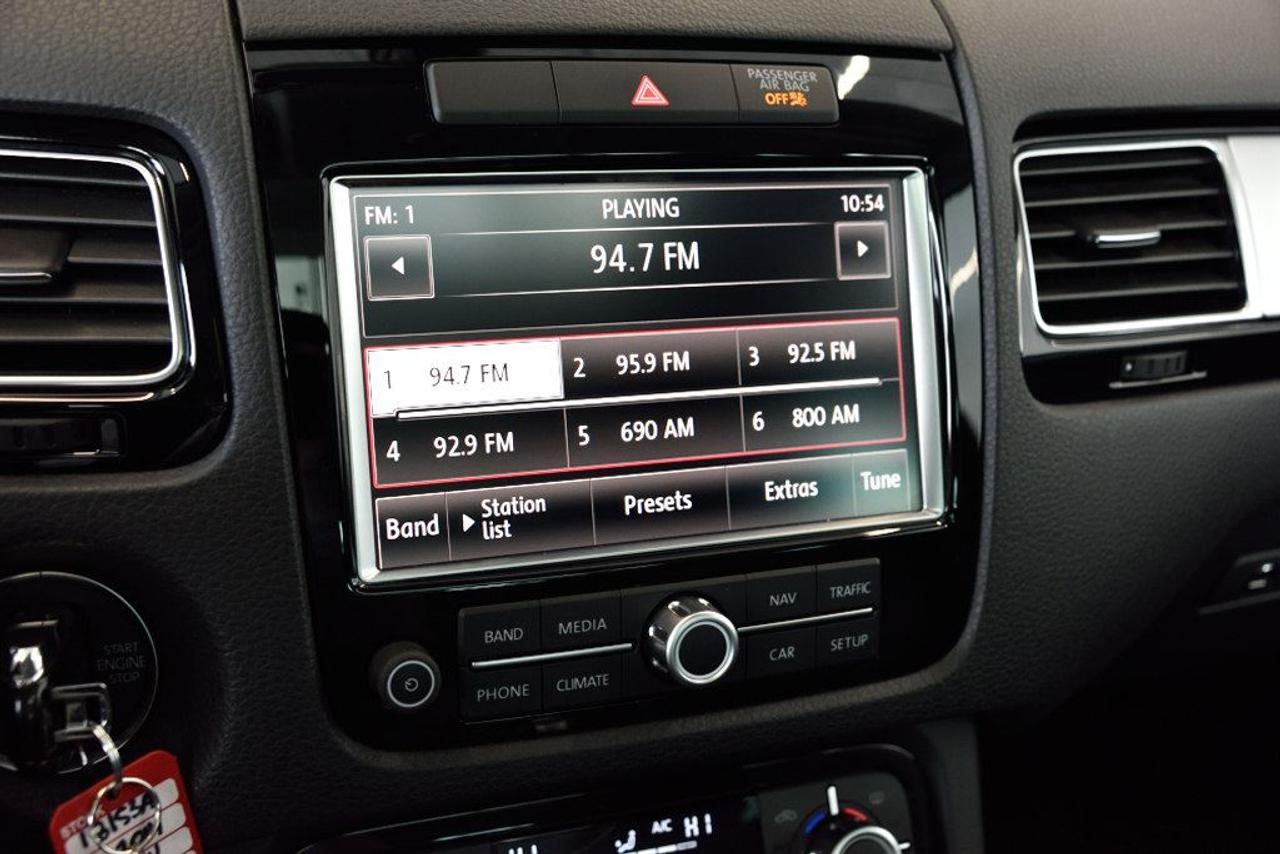 PASSENGER
AIR BAG
OFF
FM: 1 PLAYING 10:54
94.7 FM
1 94.7 FM 2 95.9 FM 3 92.5 FM
4 92.9 FM 5 690 AM 6 800 AM
Band Station list Presets Extras Tune
BAND MEDIA NAV TRAFFIC
PHONE CLIMATE CAR SETUP
START
ENGINE
STOP
A/C HI